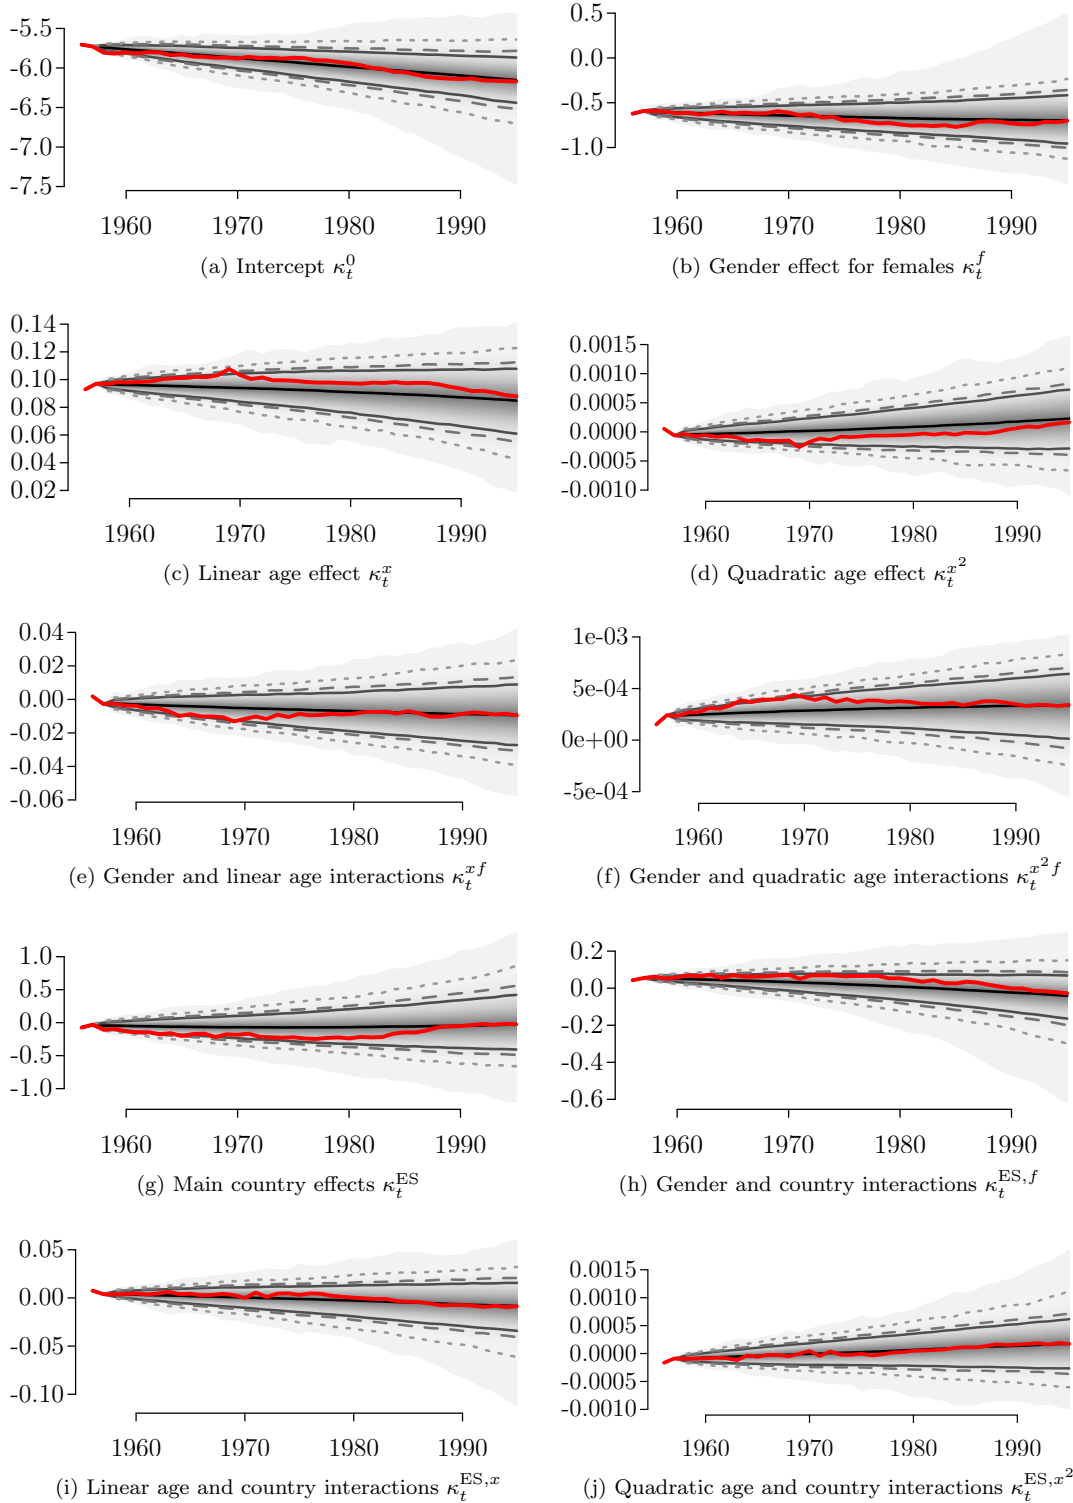 -5.5
-6.0
-6.5
-7.0
-7.5
1960 1970 1980 1990
(a) Intercept κ_t^0
0.5
0.0
-0.5
-1.0
1960 1970 1980 1990
(b) Gender effect for females κ_t^f
0.14
0.12
0.10
0.08
0.06
0.04
0.02
1960 1970 1980 1990
(c) Linear age effect κ_t^x
0.0015
0.0010
0.0005
0.0000
-0.0005
-0.0010
1960 1970 1980 1990
(d) Quadratic age effect κ_t^{x^2}
0.04
0.02
0.00
-0.02
-0.04
-0.06
1960 1970 1980 1990
(e) Gender and linear age interactions κ_t^{xf}
1e-03
5e-04
0e+00
-5e-04
1960 1970 1980 1990
(f) Gender and quadratic age interactions κ_t^{x^2 f}
1.0
0.5
0.0
-0.5
-1.0
1960 1970 1980 1990
(g) Main country effects κ_t^{ES}
0.2
0.0
-0.2
-0.4
-0.6
1960 1970 1980 1990
(h) Gender and country interactions κ_t^{ES,f}
0.05
0.00
-0.05
-0.10
1960 1970 1980 1990
(i) Linear age and country interactions κ_t^{ES,x}
0.0015
0.0010
0.0005
0.0000
-0.0005
-0.0010
1960 1970 1980 1990
(j) Quadratic age and country interactions κ_t^{ES,x^2}